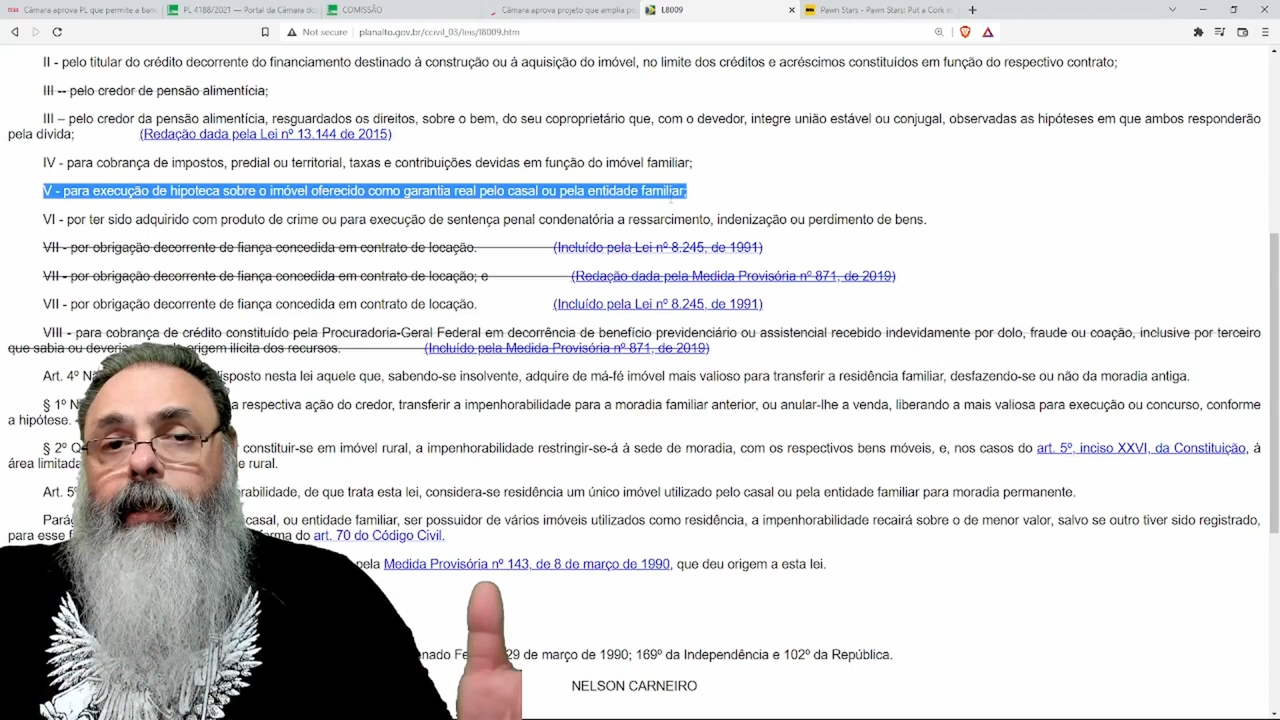 Câmara aprova PL que permite a ban
PL 4188/2021 — Portal da Câmara do
COMISSÃO
Câmara aprova projeto que amplia p
L8009
Pawn Stars - Pawn Stars: Put a Cork in
Not secure planalto.gov.br/ccivil_03/leis/l8009.htm
II - pelo titular do crédito decorrente do financiamento destinado à construção ou à aquisição do imóvel, no limite dos créditos e acréscimos constituídos em função do respectivo contrato;
III -- pelo credor de pensão alimentícia;
III – pelo credor da pensão alimentícia, resguardados os direitos, sobre o bem, do seu coproprietário que, com o devedor, integre união estável ou conjugal, observadas as hipóteses em que ambos responderão
pela dívida; (Redação dada pela Lei nº 13.144 de 2015)
IV - para cobrança de impostos, predial ou territorial, taxas e contribuições devidas em função do imóvel familiar;
V - para execução de hipoteca sobre o imóvel oferecido como garantia real pelo casal ou pela entidade familiar;
VI - por ter sido adquirido com produto de crime ou para execução de sentença penal condenatória a ressarcimento, indenização ou perdimento de bens.
VII - por obrigação decorrente de fiança concedida em contrato de locação. (Incluído pela Lei nº 8.245, de 1991)
VII - por obrigação decorrente de fiança concedida em contrato de locação; e (Redação dada pela Medida Provisória nº 871, de 2019)
VII - por obrigação decorrente de fiança concedida em contrato de locação. (Incluído pela Lei nº 8.245, de 1991)
VIII - para cobrança de crédito constituído pela Procuradoria-Geral Federal em decorrência de benefício previdenciário ou assistencial recebido indevidamente por dolo, fraude ou coação, inclusive por terceiro
que sabia ou deveria origem ilícita dos recursos. (Incluído pela Medida Provisória nº 871, de 2019)
Art. 4º disposto nesta lei aquele que, sabendo-se insolvente, adquire de má-fé imóvel mais valioso para transferir a residência familiar, desfazendo-se ou não da moradia antiga.
§ 1º a respectiva ação do credor, transferir a impenhorabilidade para a moradia familiar anterior, ou anular-lhe a venda, liberando a mais valiosa para execução ou concurso, conforme
a hipótese.
§ 2º constituir-se em imóvel rural, a impenhorabilidade restringir-se-á à sede de moradia, com os respectivos bens móveis, e, nos casos do art. 5º, inciso XXVI, da Constituição, à
área limitada rural.
Art. 5º de que trata esta lei, considera-se residência um único imóvel utilizado pelo casal ou pela entidade familiar para moradia permanente.
casal, ou entidade familiar, ser possuidor de vários imóveis utilizados como residência, a impenhorabilidade recairá sobre o de menor valor, salvo se outro tiver sido registrado,
para esse do art. 70 do Código Civil.
pela Medida Provisória nº 143, de 8 de março de 1990, que deu origem a esta lei.
29 de março de 1990; 169º da Independência e 102º da República.
NELSON CARNEIRO